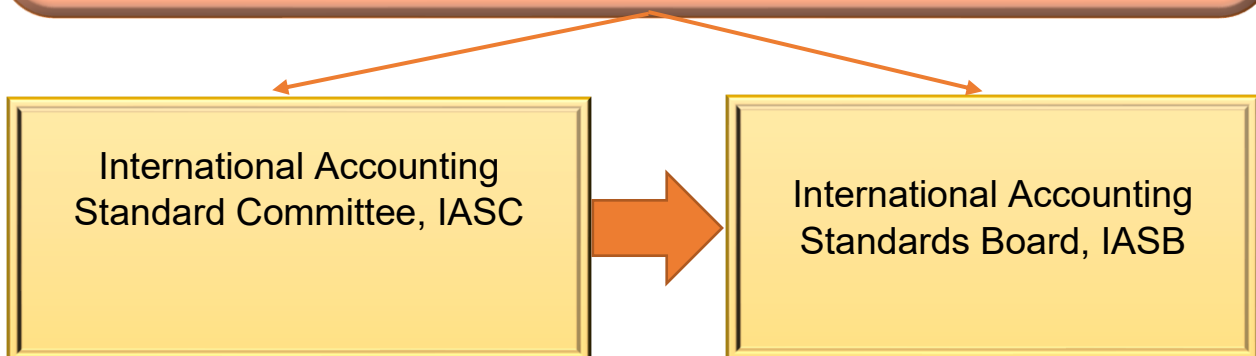 International Accounting
Standard Committee, IASC
International Accounting
Standards Board, IASB